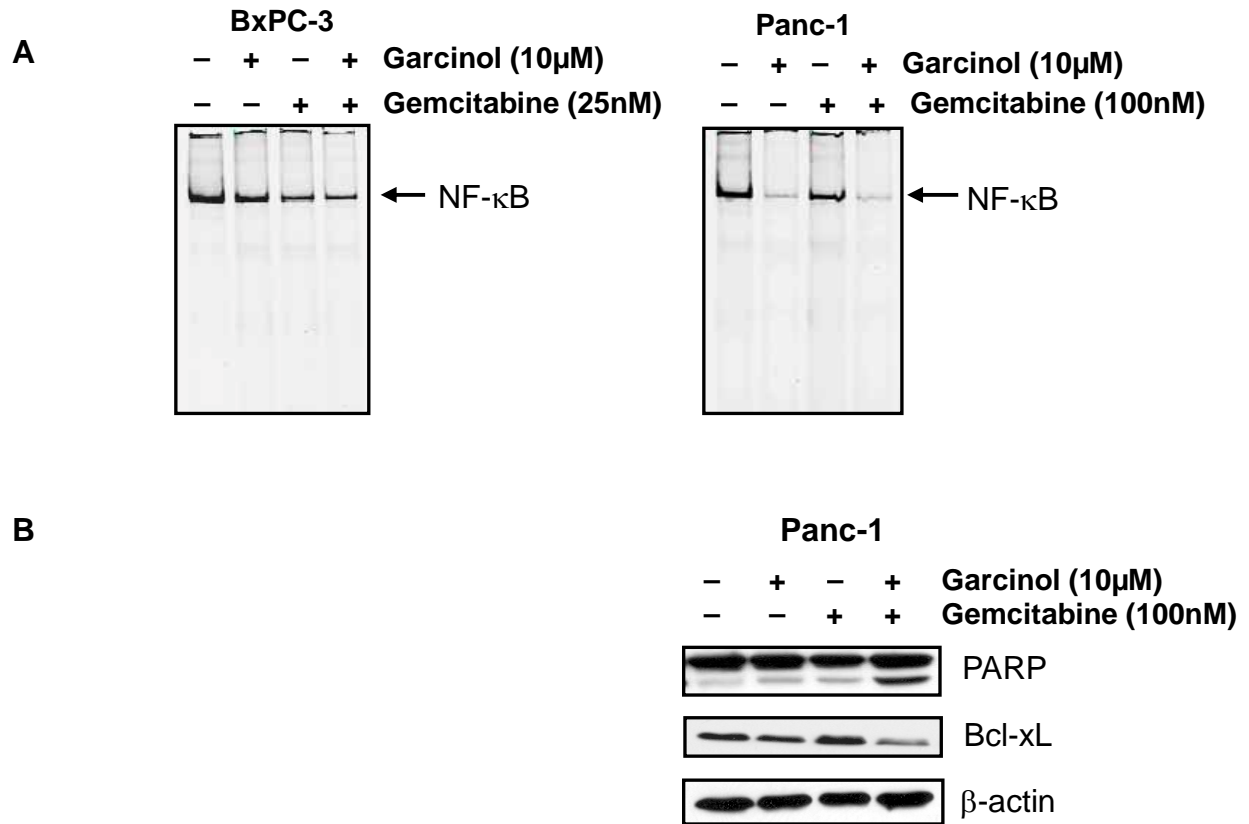 A
BxPC-3
– + – + Garcinol (10µM)
– – + + Gemcitabine (25nM)
NF-κB
Panc-1
– + – + Garcinol (10µM)
– – + + Gemcitabine (100nM)
NF-κB
B
Panc-1
– + – + Garcinol (10µM)
– – + + Gemcitabine (100nM)
PARP
Bcl-xL
β-actin